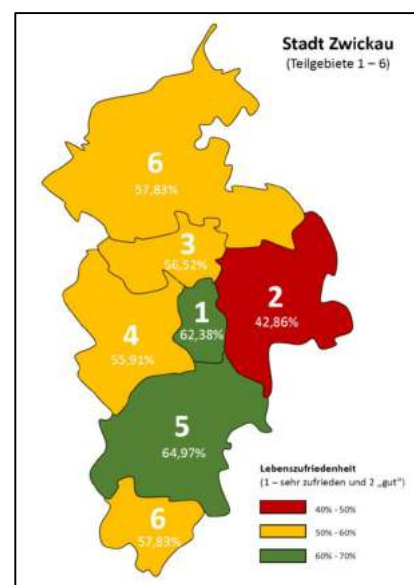 Stadt Zwickau
(Teilgebiete 1 – 6)
6
57,83%
3
56,52%
2
42,86%
1
62,38%
4
55,91%
5
64,97%
6
57,83%
Lebenszufriedenheit
(1 – sehr zufrieden und 2 „gut")
40% - 50%
50% - 60%
60% - 70%